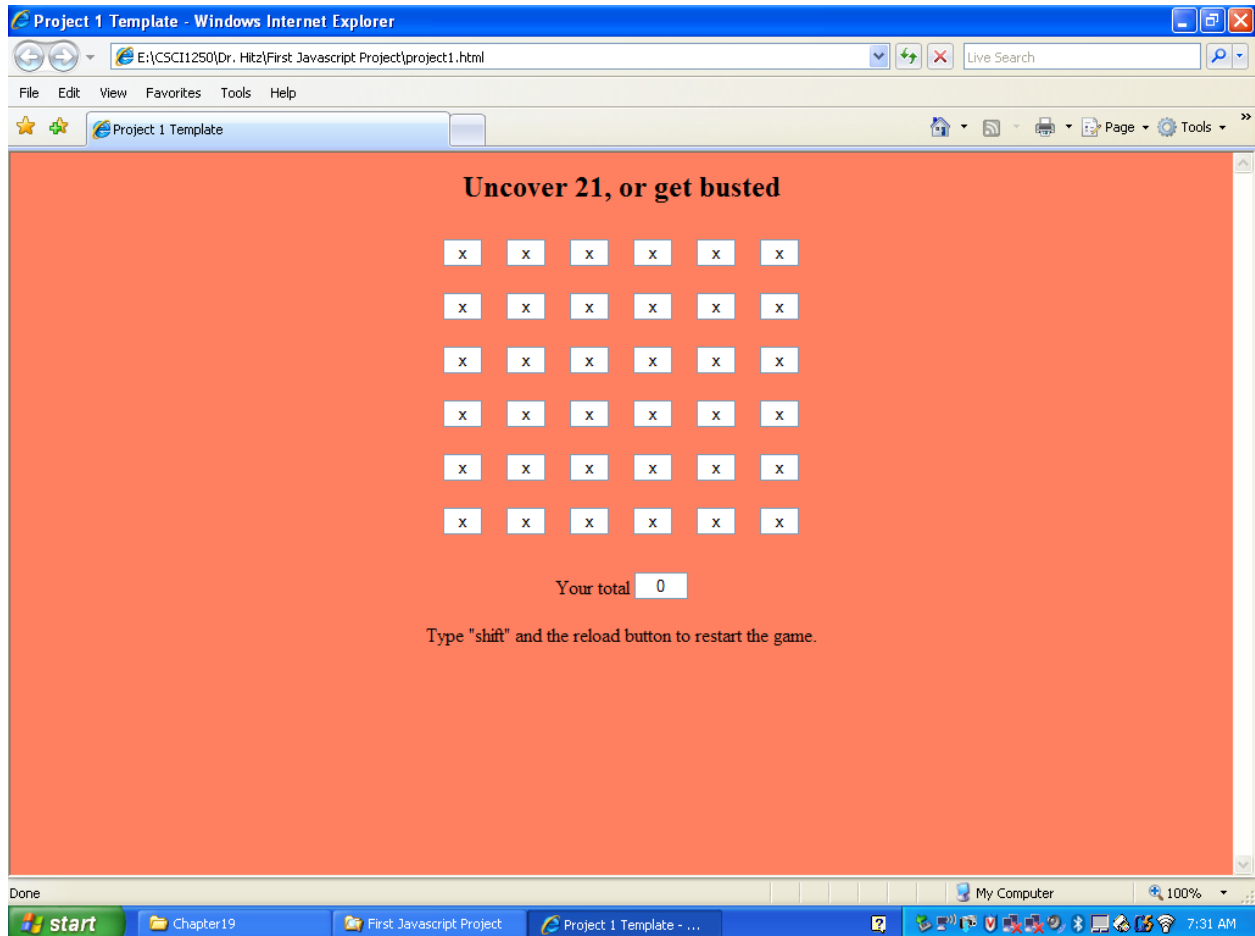 Project 1 Template - Windows Internet Explorer
E:\CSCI1250\Dr. Hitz\First Javascript Project\project1.html
Live Search
File Edit View Favorites Tools Help
Project 1 Template
Page Tools »
Uncover 21, or get busted
x x x x x x
x x x x x x
x x x x x x
x x x x x x
x x x x x x
x x x x x x
Your total 0
Type "shift" and the reload button to restart the game.
Done My Computer 100%
start Chapter19 First Javascript Project Project 1 Template - ... 7:31 AM